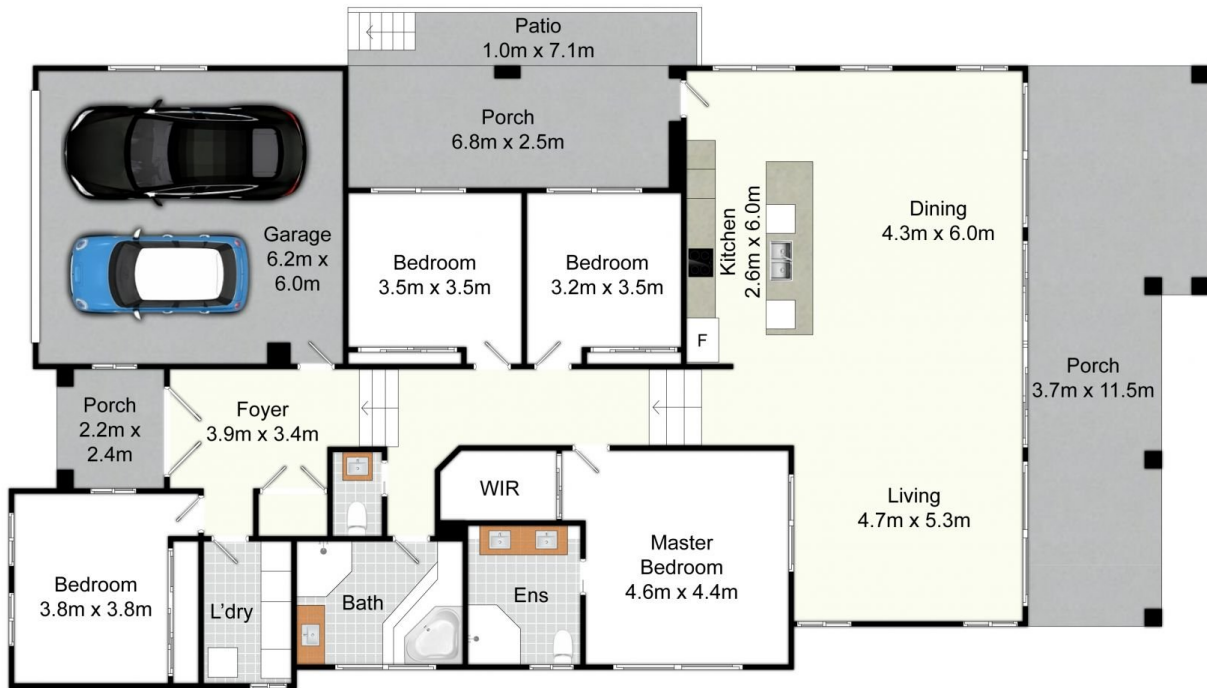 Patio
1.0m x 7.1m
Porch
6.8m x 2.5m
Garage
6.2m x
6.0m
Bedroom
3.5m x 3.5m
Bedroom
3.2m x 3.5m
Kitchen
2.6m x 6.0m
F
Dining
4.3m x 6.0m
Porch
3.7m x 11.5m
Porch
2.2m x
2.4m
Foyer
3.9m x 3.4m
WIR
Living
4.7m x 5.3m
Bedroom
3.8m x 3.8m
L'dry
Bath
Ens
Master
Bedroom
4.6m x 4.4m